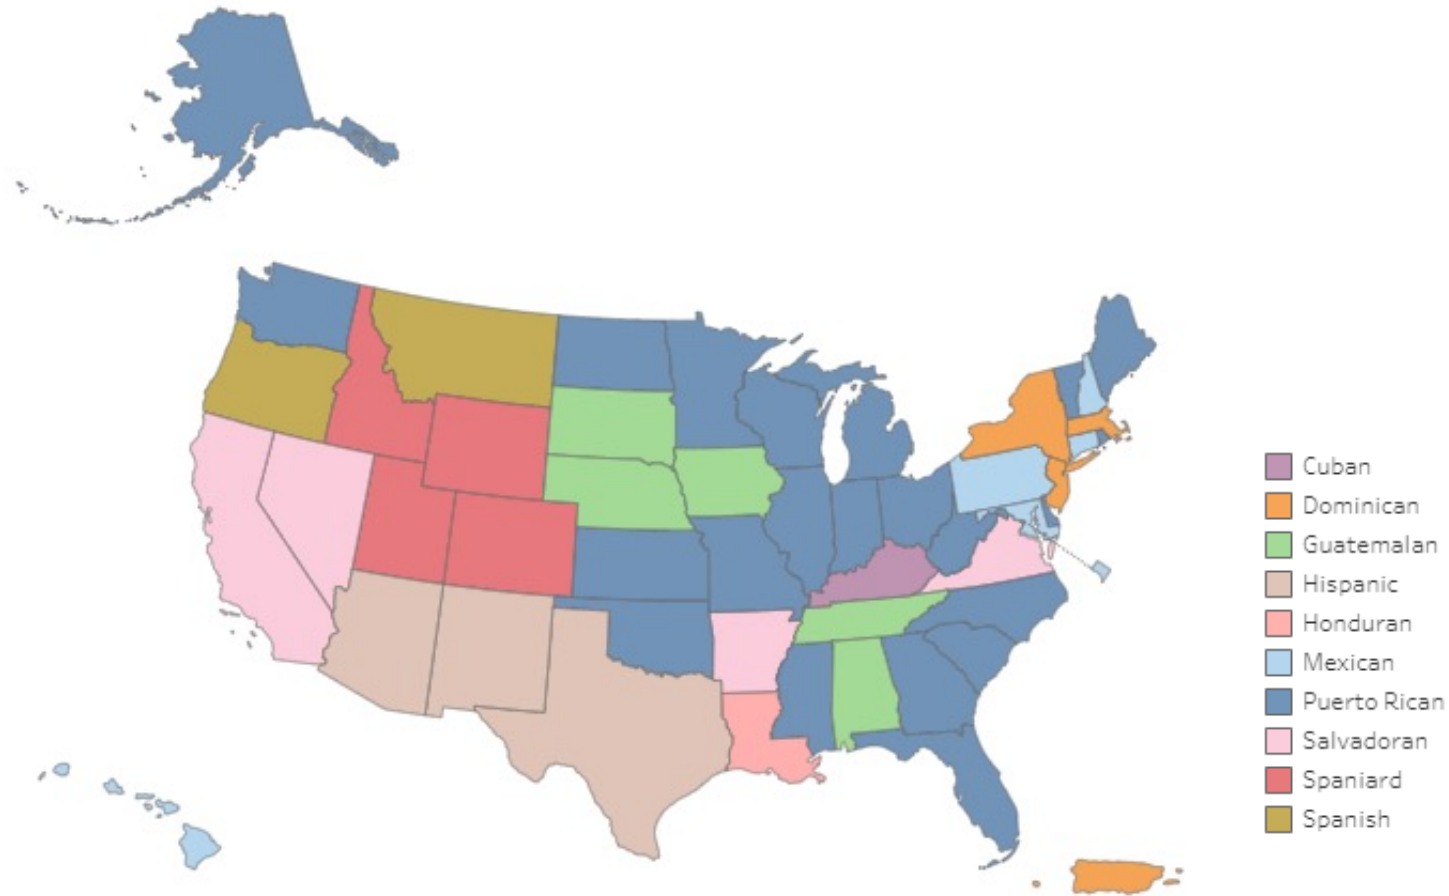 Cuban
Dominican
Guatemalan
Hispanic
Honduran
Mexican
Puerto Rican
Salvadoran
Spaniard
Spanish